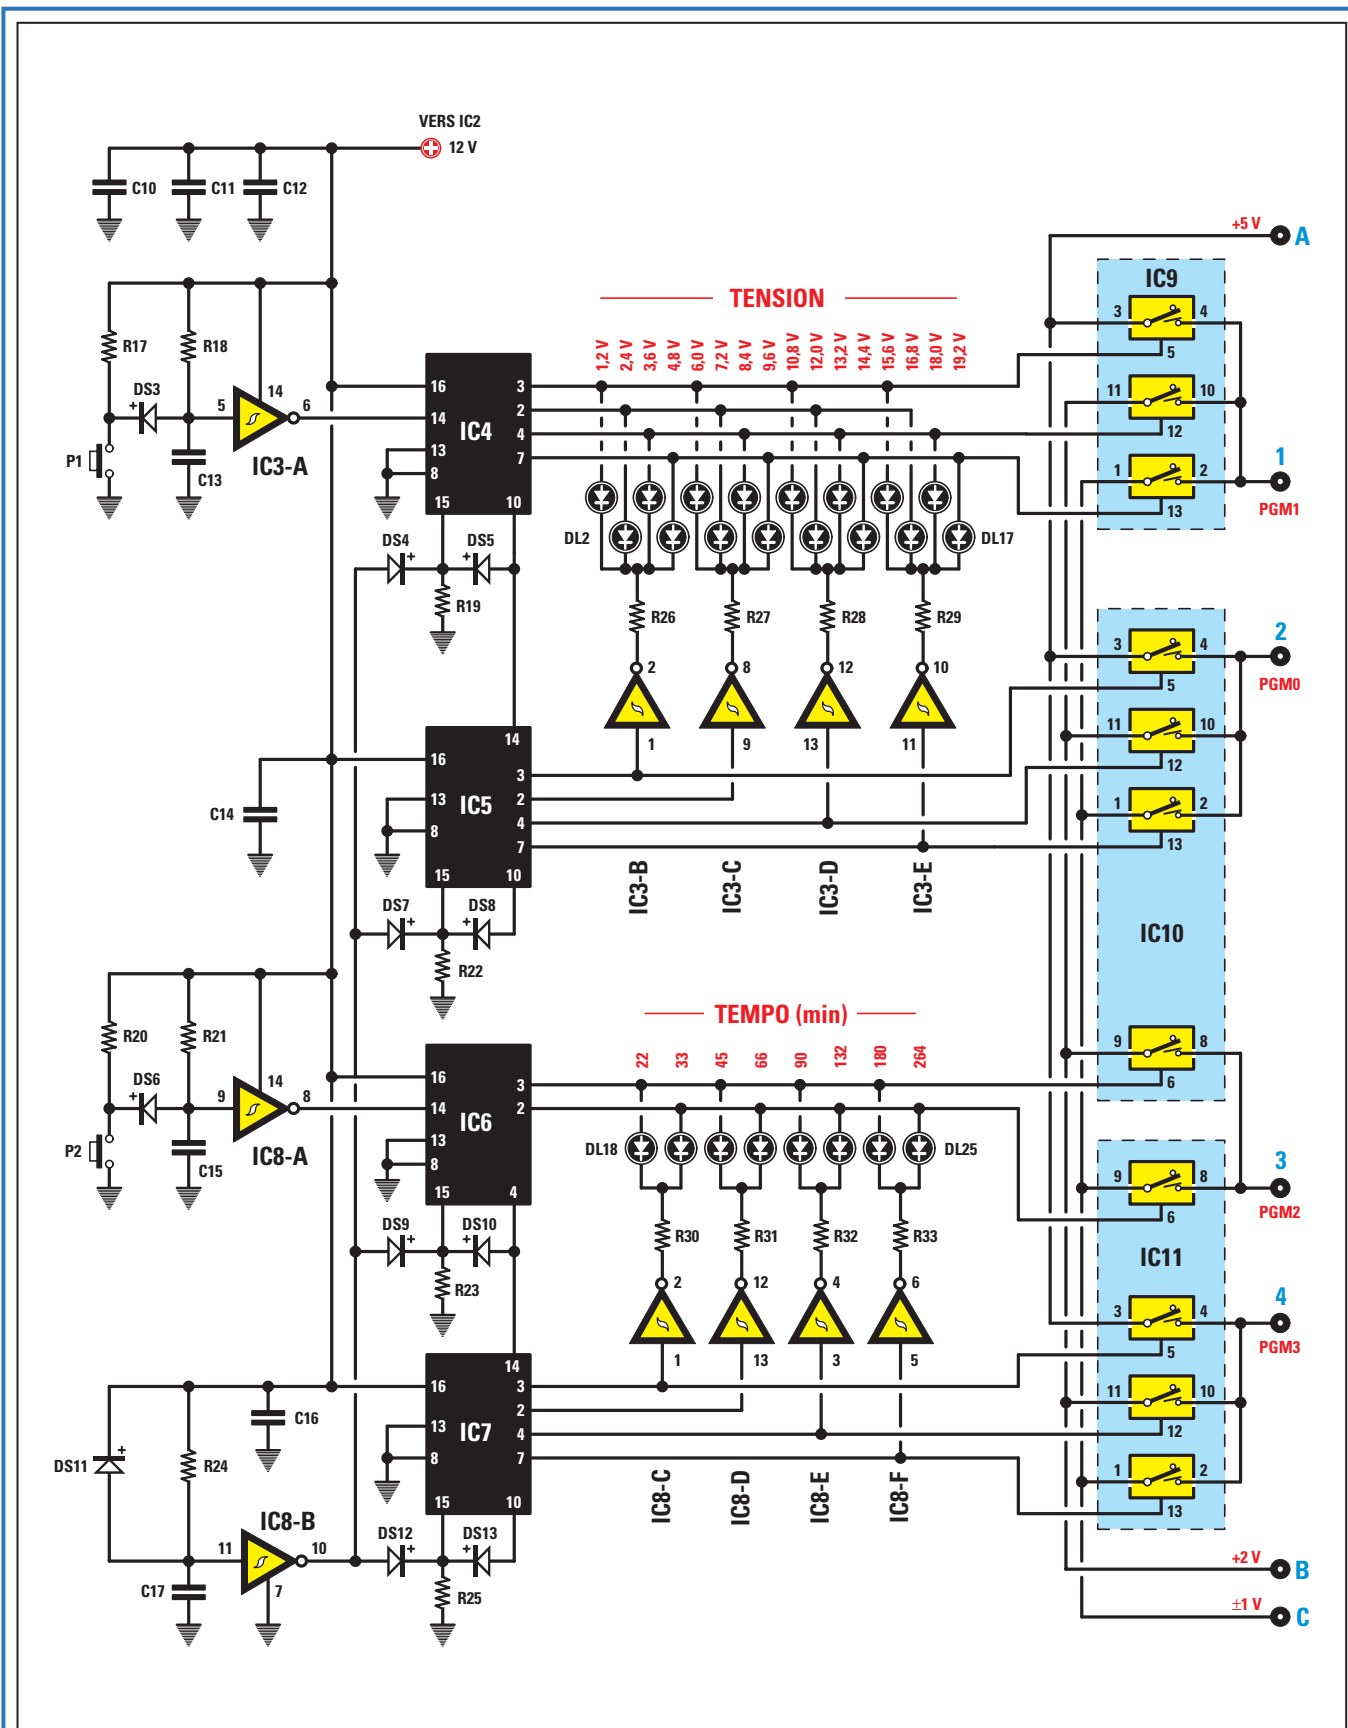 VERS IC2
12 V
C10
C11
C12
+5 V
A
R17
R18
DS3
+
5
14
6
P1
C13
IC3-A
16
14
13
8
15
10
IC4
3
2
4
7
TENSION
1,2 V
2,4 V
3,6 V
4,8 V
6,0 V
7,2 V
8,4 V
9,6 V
10,8 V
12,0 V
13,2 V
14,4 V
15,6 V
16,8 V
18,0 V
19,2 V
DL2
DL17
IC9
3
4
5
11
10
12
1
2
13
1
PGM1
DS4
+
DS5
+
R19
R26
R27
R28
R29
2
8
12
10
1
9
13
11
IC3-B
IC3-C
IC3-D
IC3-E
C14
14
16
13
8
15
10
IC5
3
2
4
7
DS7
+
DS8
+
R22
3
4
5
11
10
12
1
2
13
IC10
9
8
6
2
PGM0
R20
R21
DS6
+
9
14
8
P2
C15
IC8-A
16
14
13
8
15
4
IC6
3
2
TEMPO (min)
22
33
45
66
90
132
180
264
DL18
DL25
DS9
+
DS10
+
R23
R30
R31
R32
R33
2
12
4
6
1
13
3
5
IC8-C
IC8-D
IC8-E
IC8-F
9
8
6
IC11
3
4
5
11
10
12
1
2
13
3
PGM2
4
PGM3
DS11
+
R24
C16
14
16
13
8
15
10
IC7
3
2
4
7
IC8-B
11
10
7
C17
DS12
+
DS13
+
R25
+2 V
B
±1 V
C